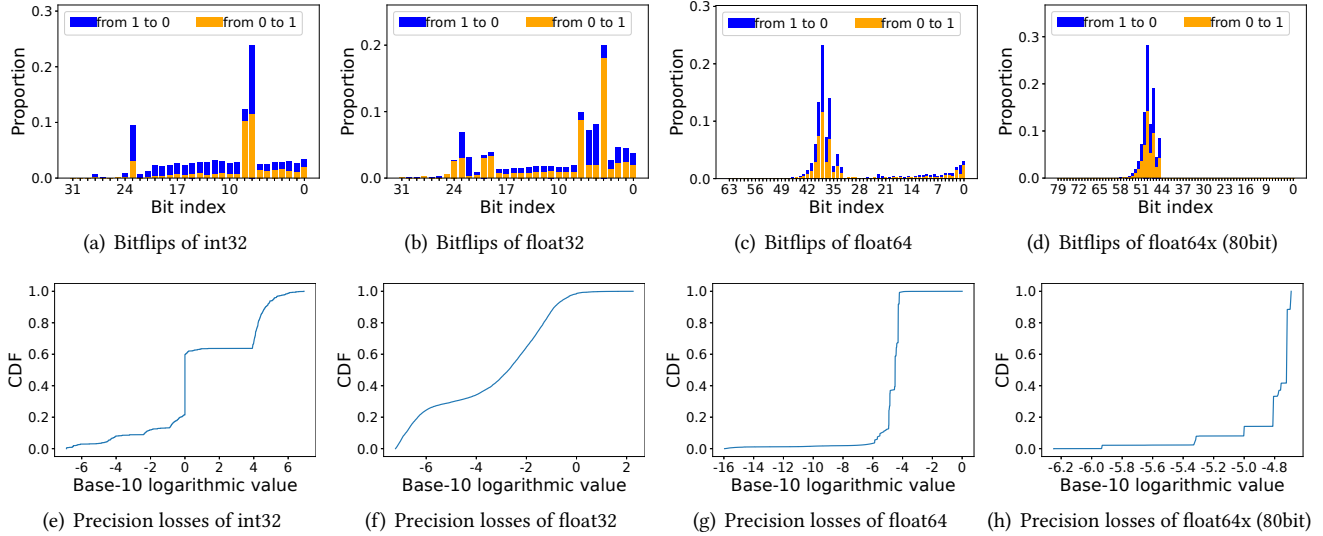 from 1 to 0 from 0 to 1
0.3
0.2
0.1
0.0
Proportion
31 24 17 10 0
Bit index
(a) Bitflips of int32
from 1 to 0 from 0 to 1
0.2
0.1
0.0
Proportion
31 24 17 10 0
Bit index
(b) Bitflips of float32
from 1 to 0 from 0 to 1
0.3
0.2
0.1
0.0
Proportion
63 56 49 42 35 28 21 14 7 0
Bit index
(c) Bitflips of float64
from 1 to 0 from 0 to 1
0.3
0.2
0.1
0.0
Proportion
79 72 65 58 51 44 37 30 23 16 9 0
Bit index
(d) Bitflips of float64x (80bit)
1.0
0.8
0.6
0.4
0.2
0.0
CDF
-6 -4 -2 0 2 4 6
Base-10 logarithmic value
(e) Precision losses of int32
1.0
0.8
0.6
0.4
0.2
0.0
CDF
-6 -4 -2 0 2
Base-10 logarithmic value
(f) Precision losses of float32
1.0
0.8
0.6
0.4
0.2
0.0
CDF
-16 -14 -12 -10 -8 -6 -4 -2 0
Base-10 logarithmic value
(g) Precision losses of float64
1.0
0.8
0.6
0.4
0.2
0.0
CDF
-6.2 -6.0 -5.8 -5.6 -5.4 -5.2 -5.0 -4.8
Base-10 logarithmic value
(h) Precision losses of float64x (80bit)